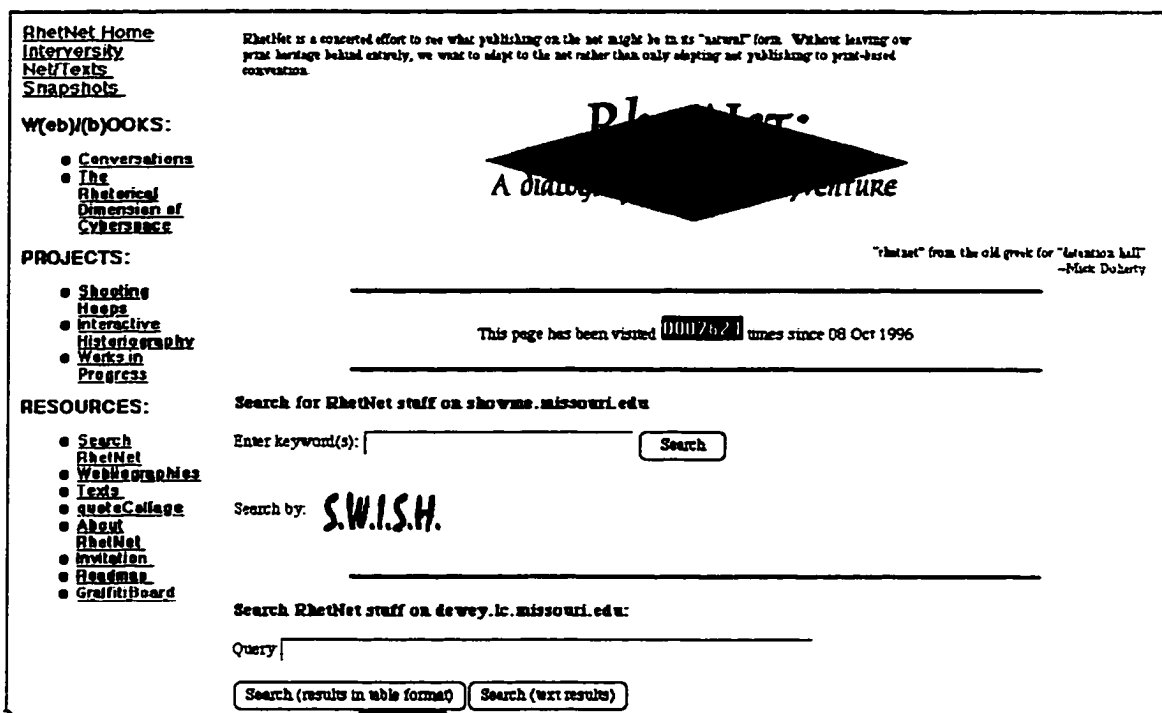 RhetNet Home
Interversity
Net/Texts
Snapshots
W(eb)/(b)OOKS:
Conversations
The
Rhetorical
Dimension of
Cyberspace
PROJECTS:
Shooting
Hoops
Interactive
Historiography
Works in
Progress
RESOURCES:
Search
RhetNet
Webliographies
Texts
quoteCollage
About
RhetNet
Invitation
Roadmap
GraffitiBoard
RhetNet is a concerted effort to see what publishing on the net might be in its "natural" form. Without leaving our
print heritage behind entirely, we want to adapt to the net rather than only adapting net publishing to print-based
convention.
A
"rhetnet" from the old greek for "detention hall"
--Mick Doherty
This page has been visited 0002621 times since 08 Oct 1996
Search for RhetNet stuff on showme.missouri.edu
Enter keyword(s): Search
Search by: S.W.I.S.H.
Search RhetNet stuff on dewey.lc.missouri.edu:
Query
Search (results in table format) Search (text results)